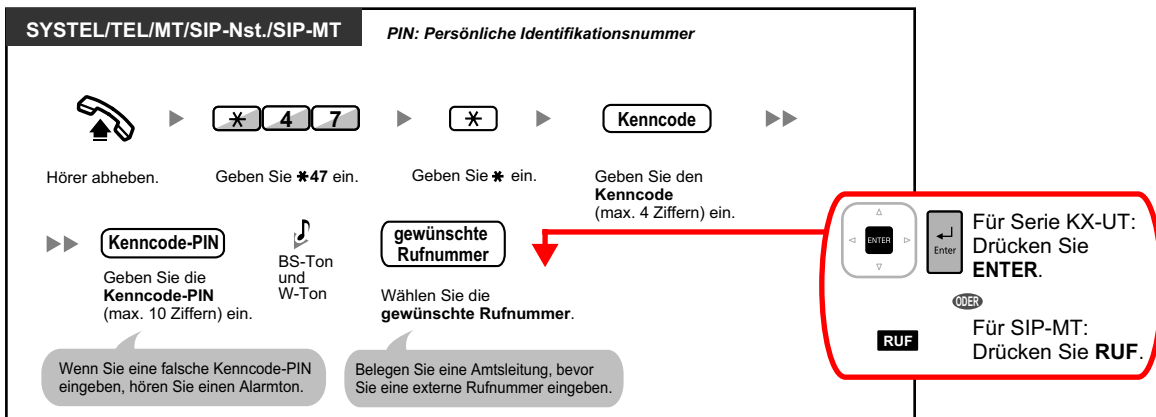 SYSTEL/TEL/MT/SIP-Nst./SIP-MT
PIN: Persönliche Identifikationsnummer
* 4 7
*
Kenncode
Hörer abheben.
Geben Sie *47 ein.
Geben Sie * ein.
Geben Sie den
Kenncode
(max. 4 Ziffern) ein.
Kenncode-PIN
Geben Sie die
Kenncode-PIN
(max. 10 Ziffern) ein.
BS-Ton
und
W-Ton
gewünschte
Rufnummer
Wählen Sie die
gewünschte Rufnummer.
Wenn Sie eine falsche Kenncode-PIN
eingeben, hören Sie einen Alarmton.
Belegen Sie eine Amtsleitung, bevor
Sie eine externe Rufnummer eingeben.
ENTER
Enter
Für Serie KX-UT:
Drücken Sie
ENTER.
ODER
RUF
Für SIP-MT:
Drücken Sie RUF.